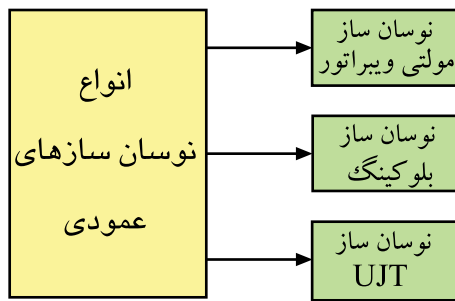 انواع
نوسان سازهای
عمودی
نوسان ساز
مولتی ویبراتور
نوسان ساز
بلوکینگ
نوسان ساز
UJT